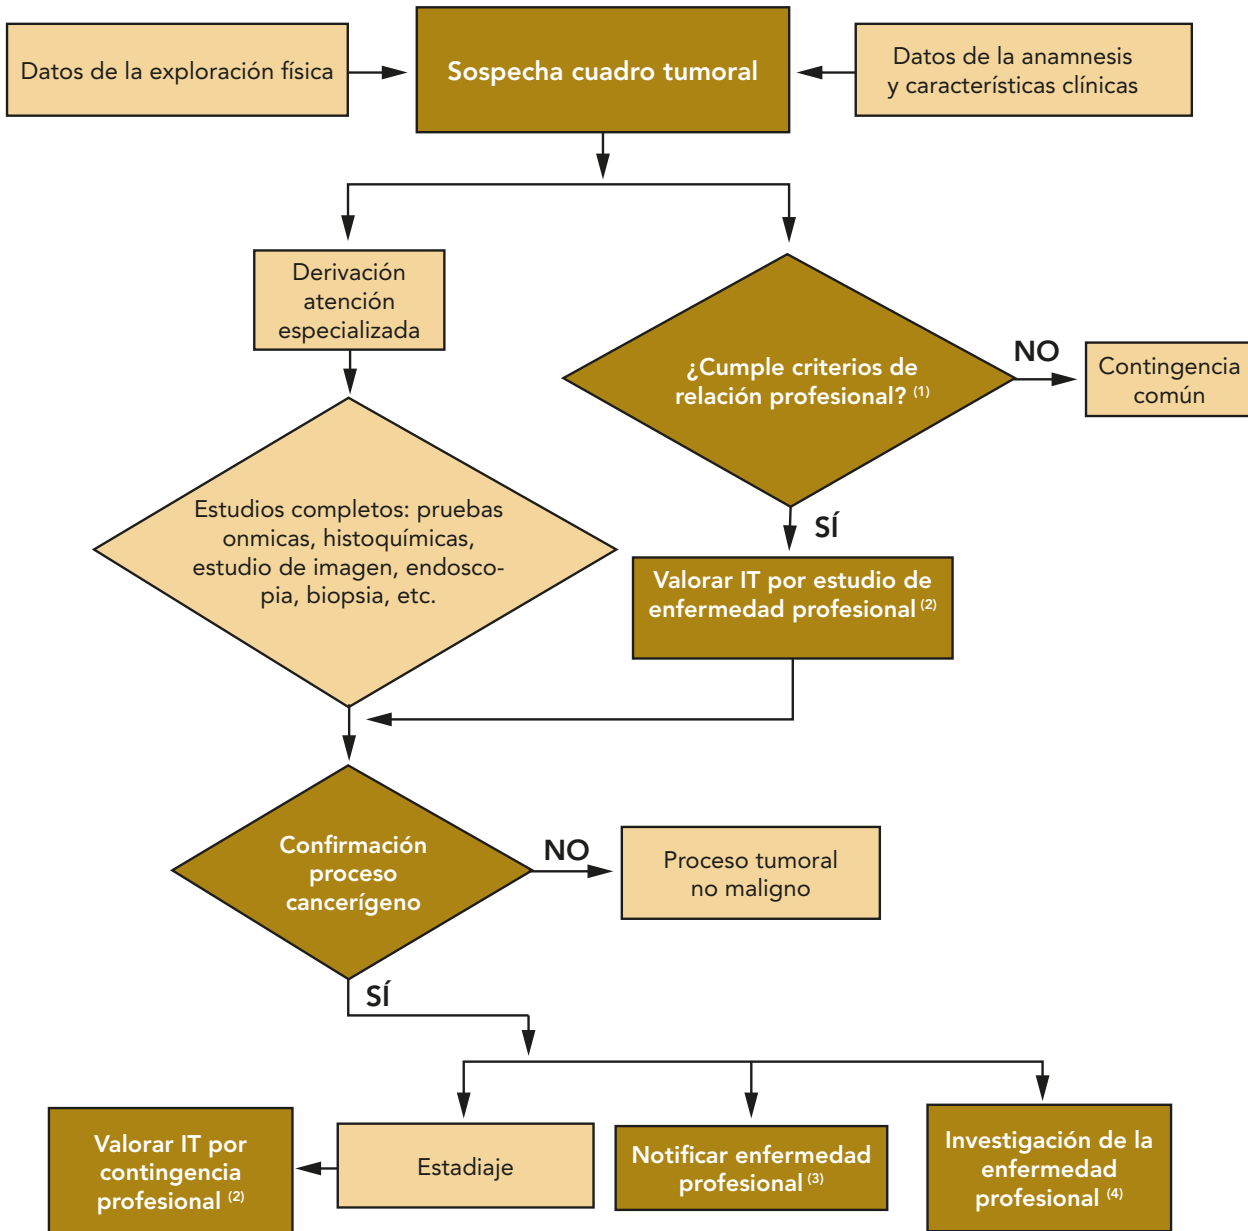 Datos de la exploración física
Sospecha cuadro tumoral
Datos de la anamnesis
y características clínicas
Derivación
atención
especializada
¿Cumple criterios de
relación profesional? (1)
NO
Contingencia
común
Estudios completos: pruebas
onmicas, histoquímicas,
estudio de imagen, endosco-
pia, biopsia, etc.
SÍ
Valorar IT por estudio de
enfermedad profesional (2)
Confirmación
proceso
cancerígeno
NO
Proceso tumoral
no maligno
SÍ
Valorar IT por
contingencia
profesional (2)
Estadiaje
Notificar enfermedad
profesional (3)
Investigación de la
enfermedad
profesional (4)